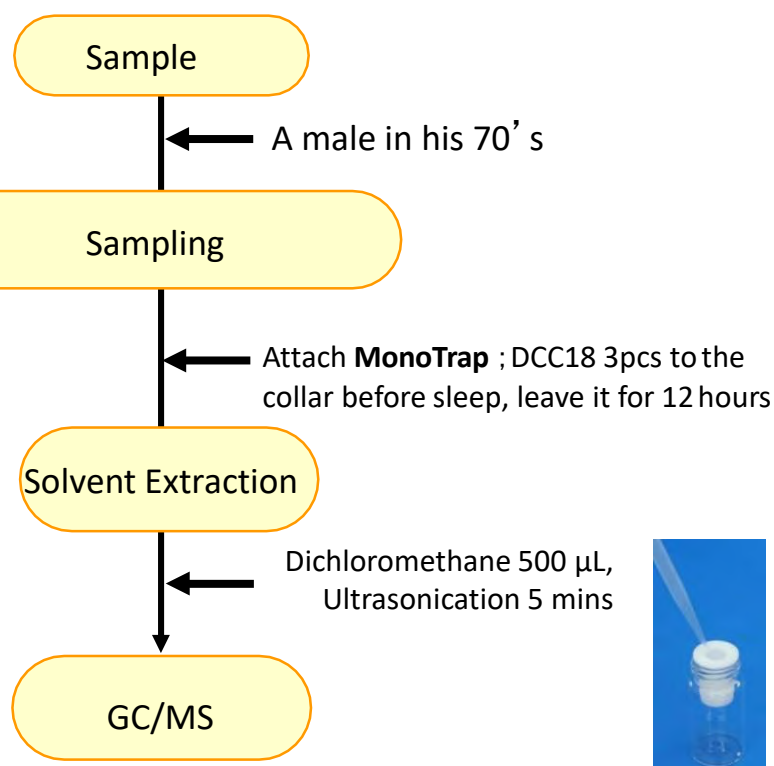 Sample
A male in his 70’s
Sampling
Attach MonoTrap ; DCC18 3pcs to the
collar before sleep, leave it for 12 hours
Solvent Extraction
Dichloromethane 500 µL,
Ultrasonication 5 mins
GC/MS